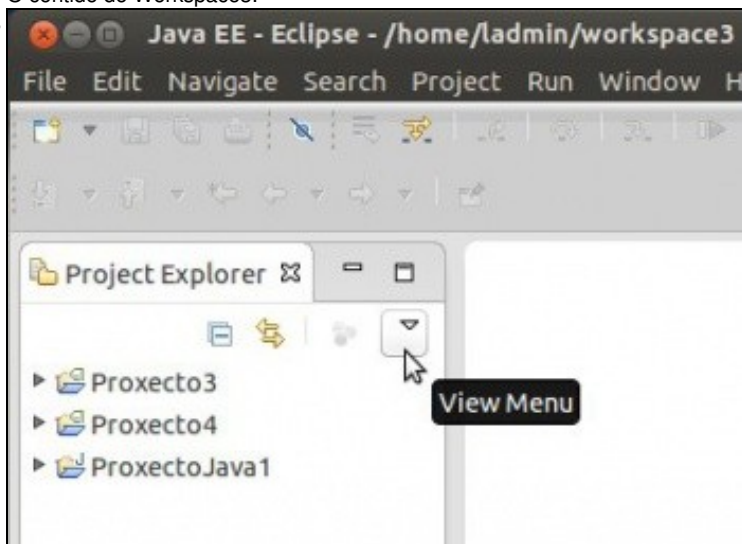 O contido do Workspace3.
Java EE - Eclipse - /home/ladmin/workspace3
File Edit Navigate Search Project Run Window H
Project Explorer
View Menu
Proxecto3
Proxecto4
ProxectoJava1